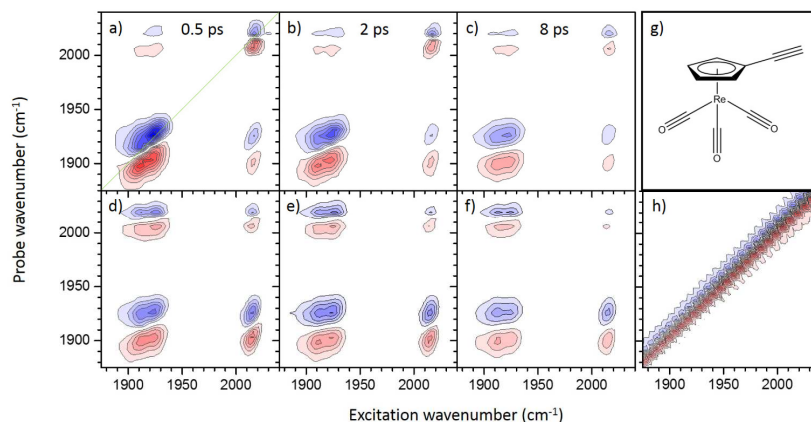 a) 0.5 ps b) 2 ps c) 8 ps g)
2000
1950
1900
Re
O O
O
d) e) f) h)
2000
1950
1900
1900 1950 2000 1900 1950 2000 1900 1950 2000 1900 1950 2000
Probe wavenumber (cm⁻¹)
Excitation wavenumber (cm⁻¹)